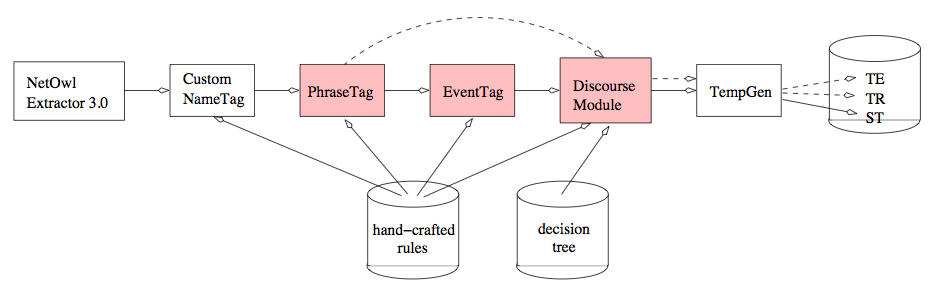 NetOwl
Extractor 3.0
Custom
NameTag
PhraseTag
EventTag
Discourse
Module
TempGen
TE
TR
ST
hand−crafted
rules
decision
tree